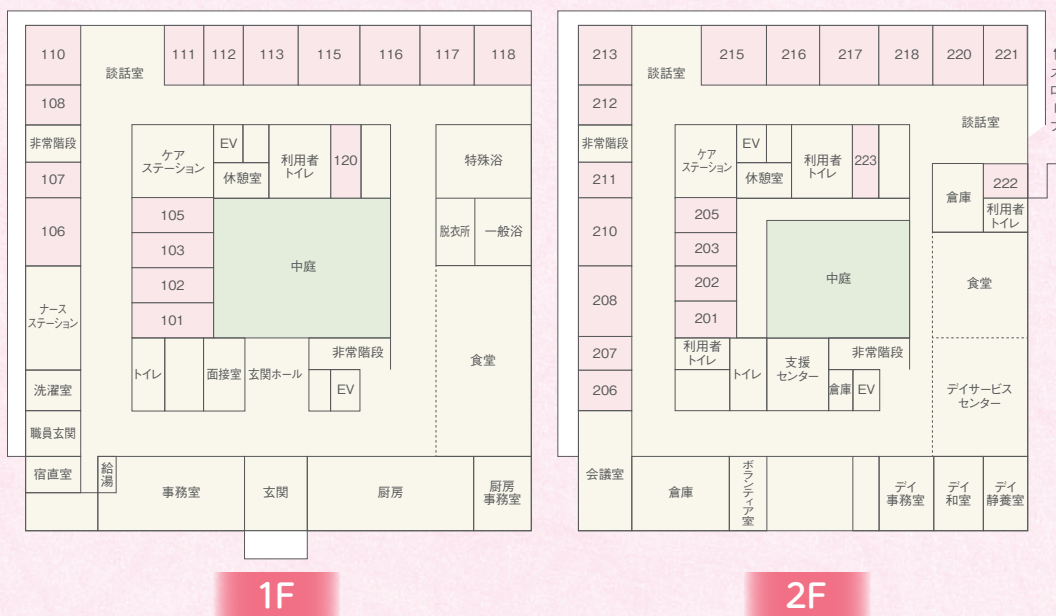 110
談話室
111
112
113
115
116
117
118
108
非常階段
107
106
ケア
ステーション
EV
休憩室
利用者
トイレ
120
特殊浴
脱衣所
一般浴
105
103
102
101
中庭
ナース
ステーション
洗濯室
職員玄関
宿直室
トイレ
面接室
玄関ホール
非常階段
EV
食堂
給湯
事務室
玄関
厨房
厨房
事務室
1F
213
談話室
215
216
217
218
220
221
212
非常階段
211
210
208
207
206
談話室
ケア
ステーション
EV
休憩室
利用者
トイレ
223
倉庫
222
利用者
トイレ
205
203
202
201
中庭
食堂
利用者
トイレ
トイレ
支援
センター
非常階段
倉庫
EV
デイサービス
センター
会議室
倉庫
ボランティア室
デイ
事務室
デイ
和室
デイ
静養室
2F